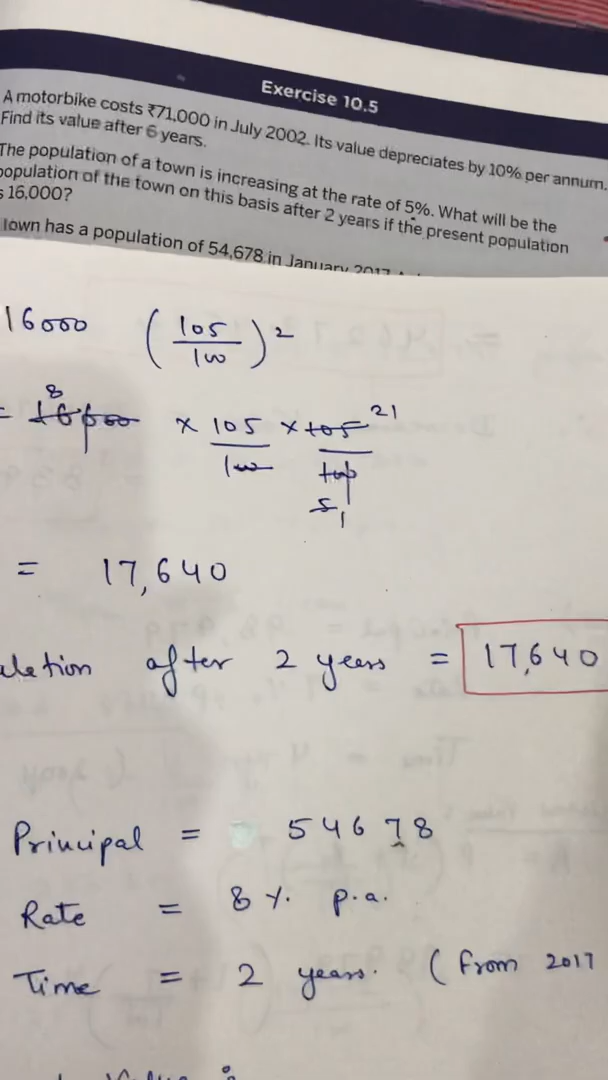 Exercise 10.5
A motorbike costs ₹71,000 in July 2002. Its value depreciates by 10% per annum.
Find its value after 6 years.
The population of a town is increasing at the rate of 5%. What will be the
population of the town on this basis after 2 years if the present population
s 16,000?
town has a population of 54,678 in January 2017
16000 (105/100)²
= 8 16000 × 105/100 × 105/100 21
5 1
= 17,640
after 2 years = 17,640
Principal = 54678
Rate = 8 %. p.a.
Time = 2 years. (from 2017